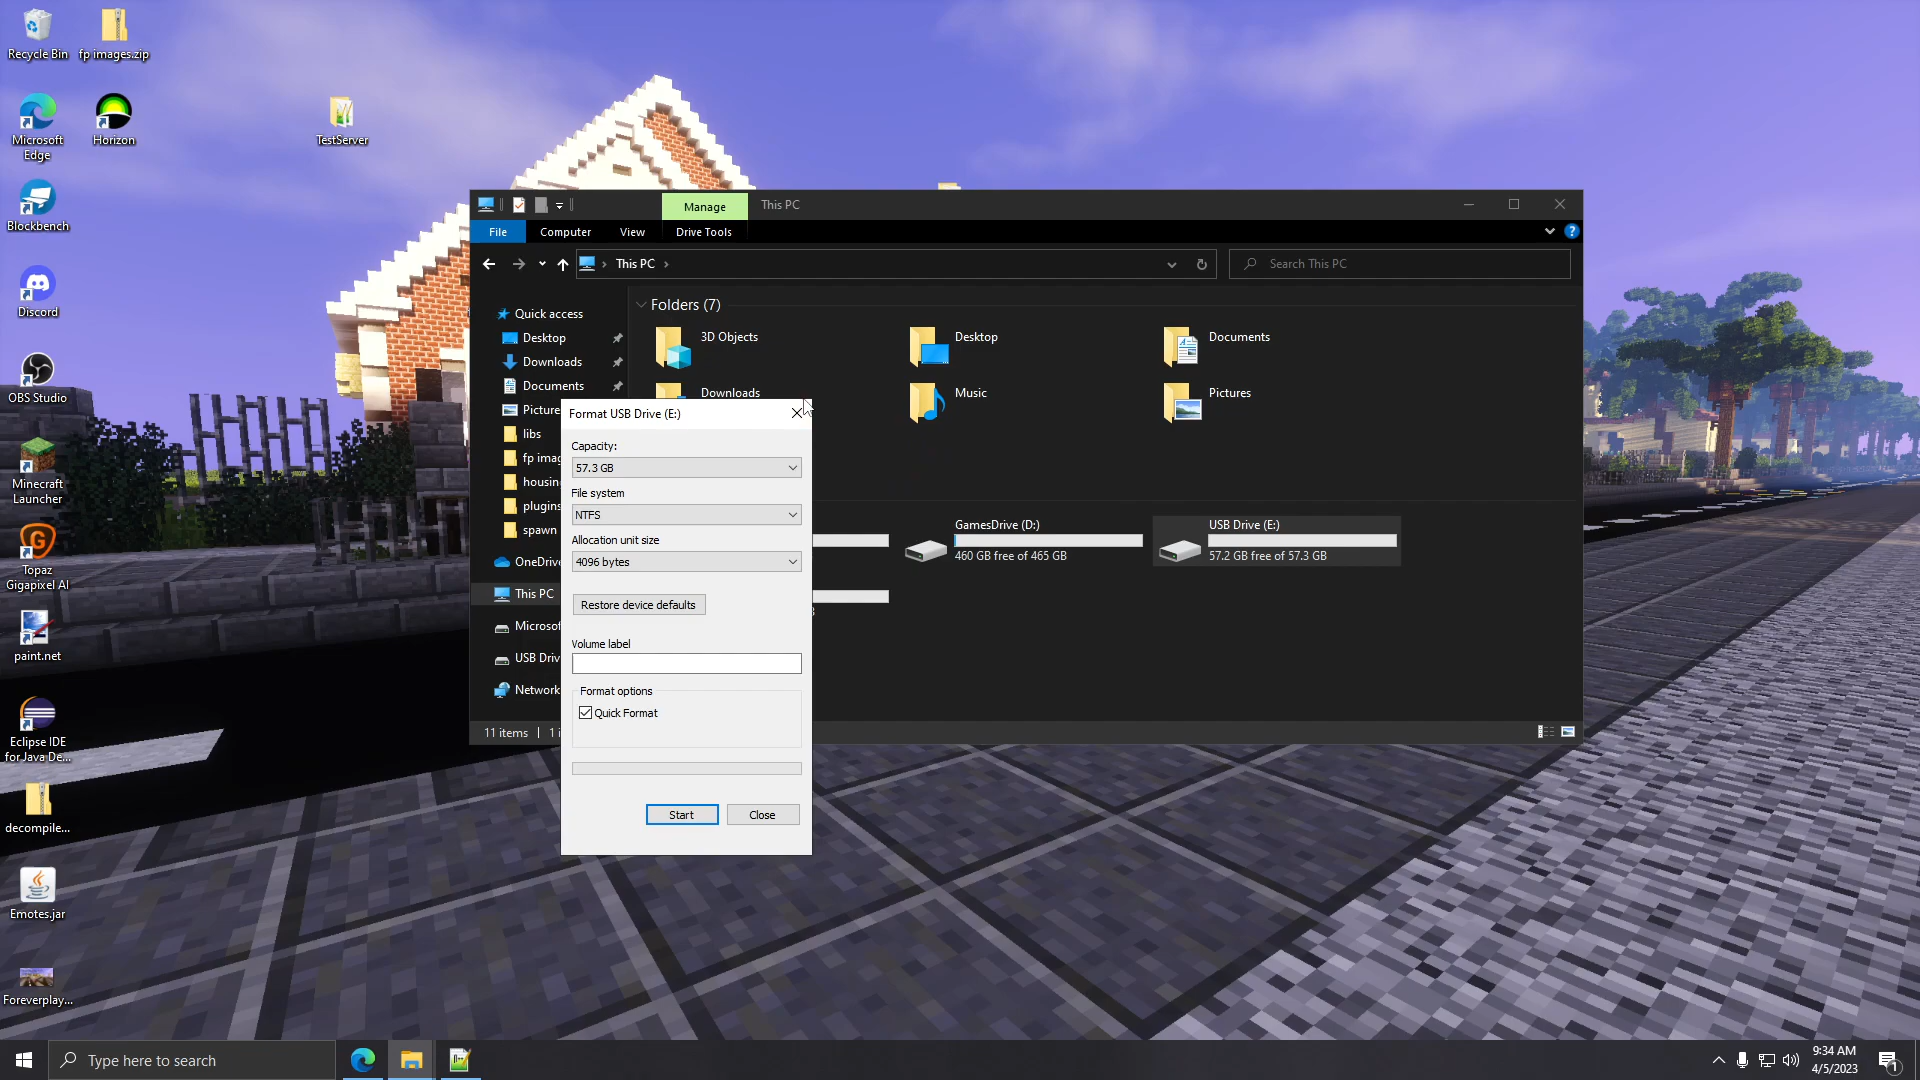 Recycle Bin
fp images.zip
Microsoft
Edge
Horizon
TestServer
Blockbench
Discord
OBS Studio
Minecraft
Launcher
Topaz
Gigapixel AI
paint.net
Eclipse IDE
for Java De...
decompile...
Emotes.jar
Foreverplay...
Manage
This PC
File
Computer
View
Drive Tools
?
This PC
Search This PC
Quick access
Desktop
Downloads
Documents
Picture
libs
fp imag
housin
plugins
spawn
OneDrive
This PC
Microsof
USB Driv
Network
Folders (7)
3D Objects
Desktop
Documents
Downloads
Music
Pictures
GamesDrive (D:)
460 GB free of 465 GB
USB Drive (E:)
57.2 GB free of 57.3 GB
11 items
1 i
Format USB Drive (E:)
Capacity:
57.3 GB
File system
NTFS
Allocation unit size
4096 bytes
Restore device defaults
Volume label
Format options
Quick Format
Start
Close
Type here to search
9:34 AM
4/5/2023
1